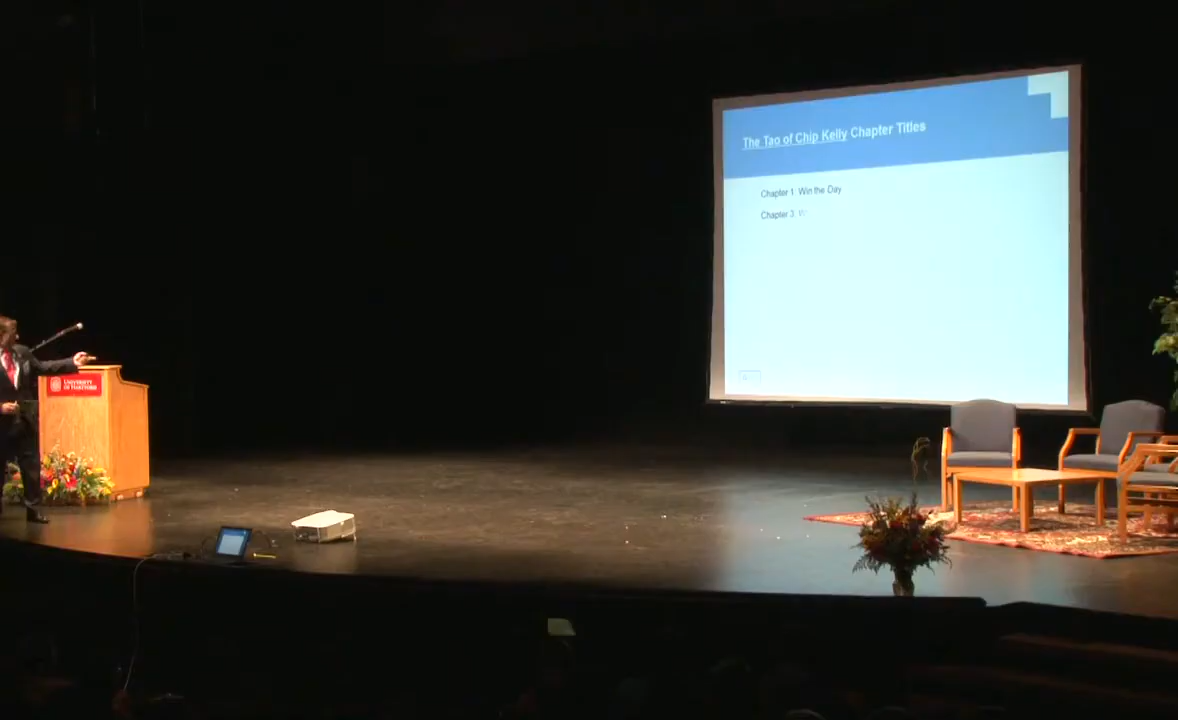 The Tao of Chip Kelly Chapter Titles
Chapter 1: Win the Day
Chapter 3: W
UNIVERSITY
OF HARTFORD